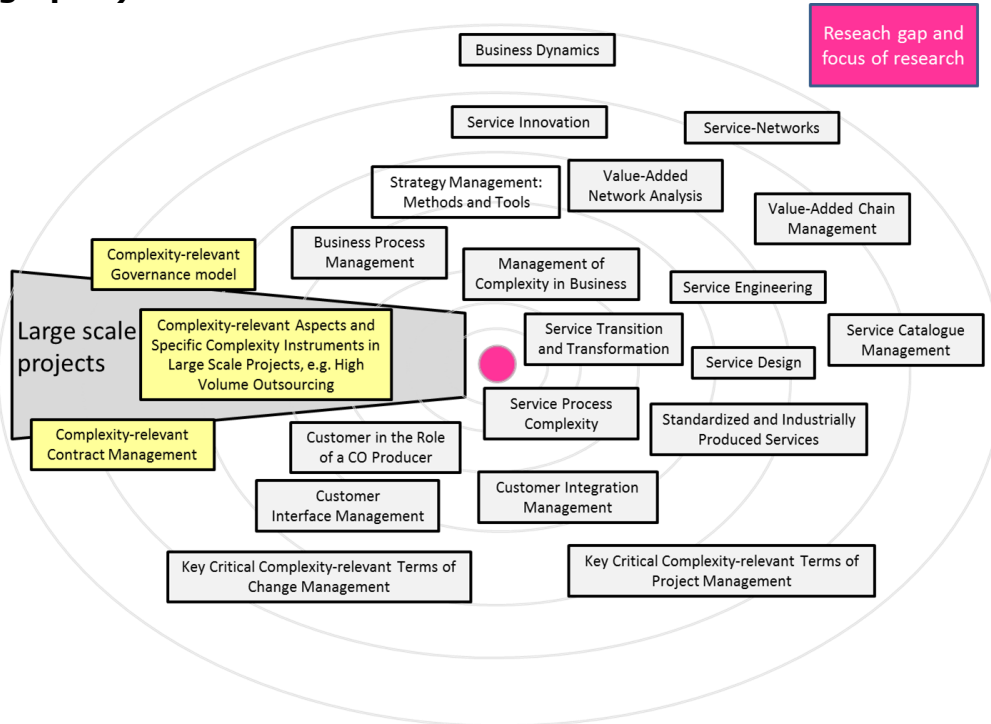 Reseach gap and
focus of research
Business Dynamics
Service Innovation
Service-Networks
Strategy Management:
Methods and Tools
Value-Added
Network Analysis
Value-Added Chain
Management
Complexity-relevant
Governance model
Business Process
Management
Management of
Complexity in Business
Service Engineering
Large scale
projects
Complexity-relevant Aspects and
Specific Complexity Instruments in
Large Scale Projects, e.g. High
Volume Outsourcing
Service Transition
and Transformation
Service Design
Service Catalogue
Management
Service Process
Complexity
Standardized and Industrially
Produced Services
Complexity-relevant
Contract Management
Customer in the Role
of a CO Producer
Customer
Interface Management
Customer Integration
Management
Key Critical Complexity-relevant Terms of
Change Management
Key Critical Complexity-relevant Terms of
Project Management